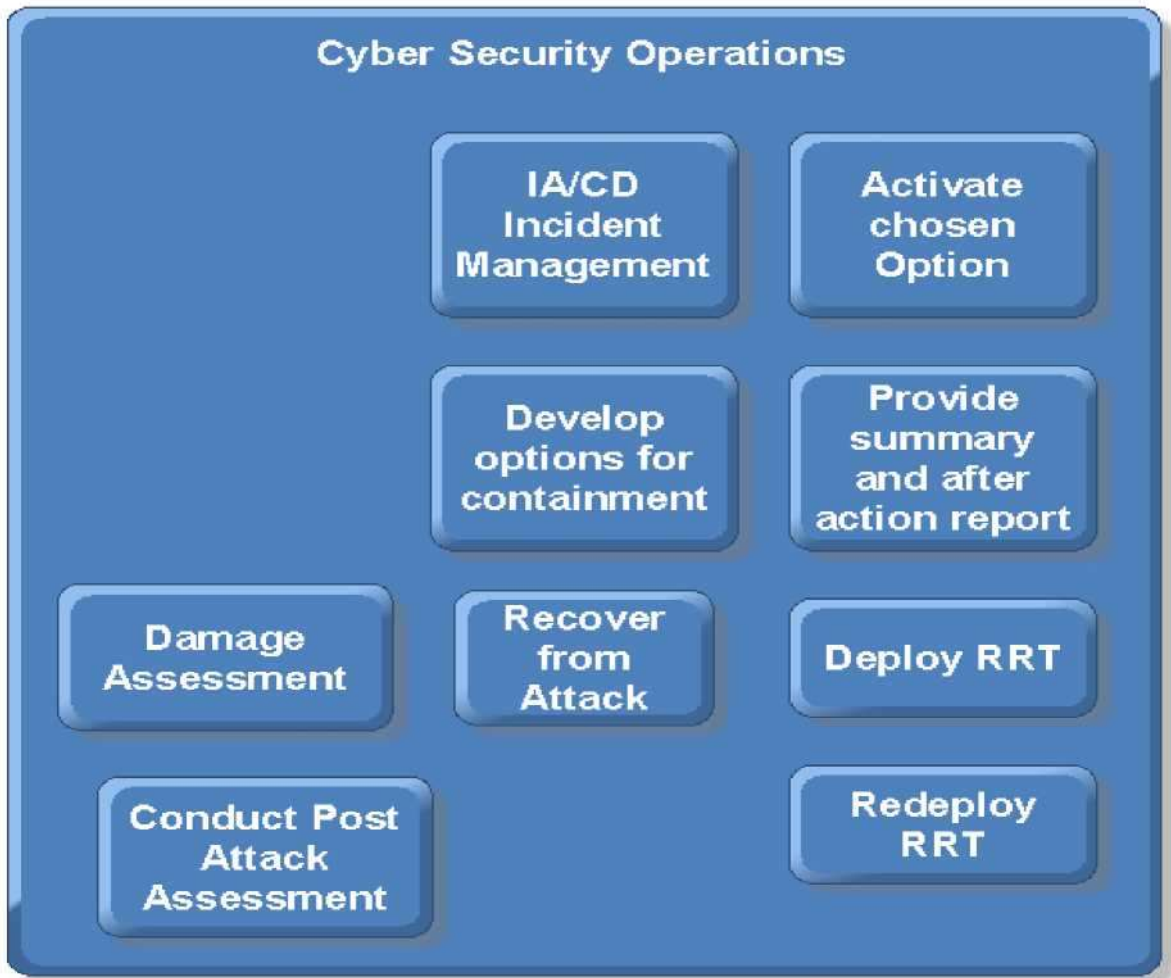 Cyber Security Operations
IA/CD
Incident
Management
Activate
chosen
Option
Develop
options for
containment
Provide
summary
and after
action report
Damage
Assessment
Recover
from
Attack
Deploy RRT
Conduct Post
Attack
Assessment
Redeploy
RRT